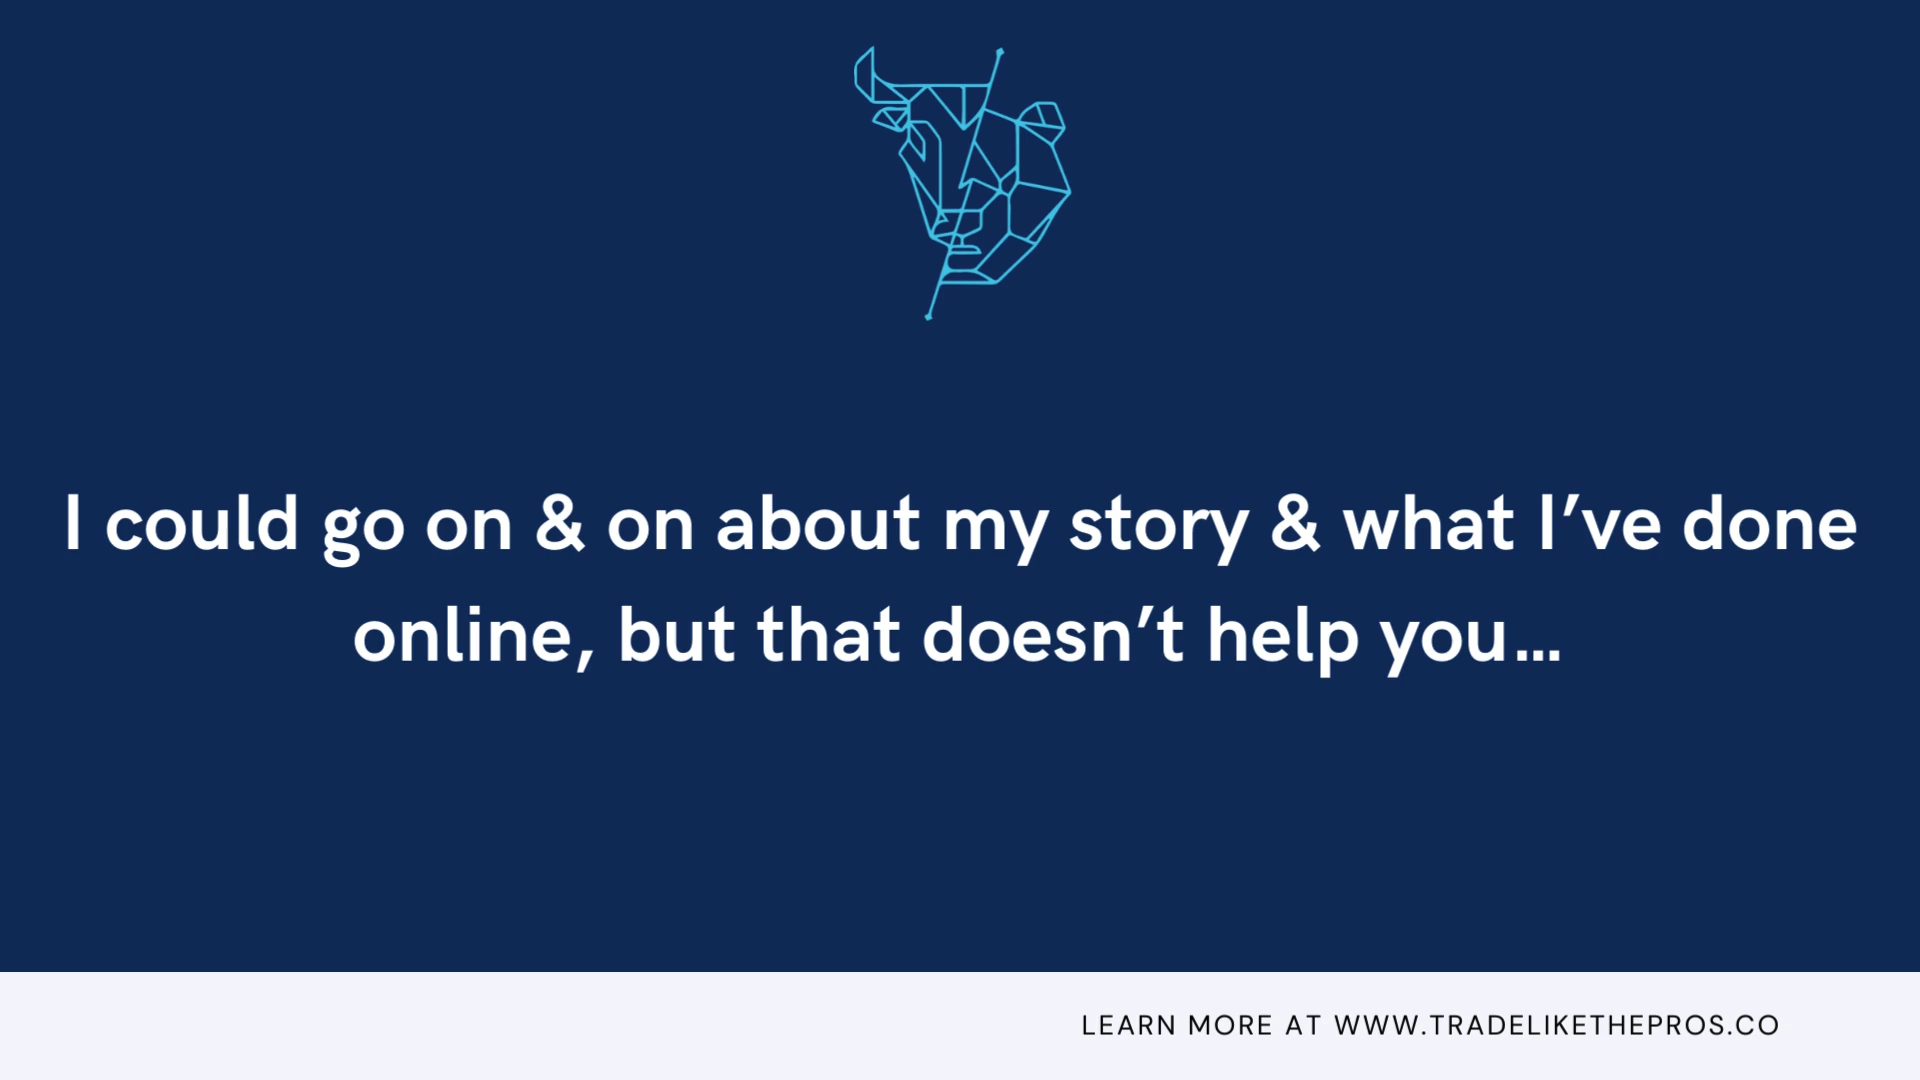 I could go on & on about my story & what I’ve done
online, but that doesn’t help you...
LEARN MORE AT WWW.TRADELIKETHEPROS.CO